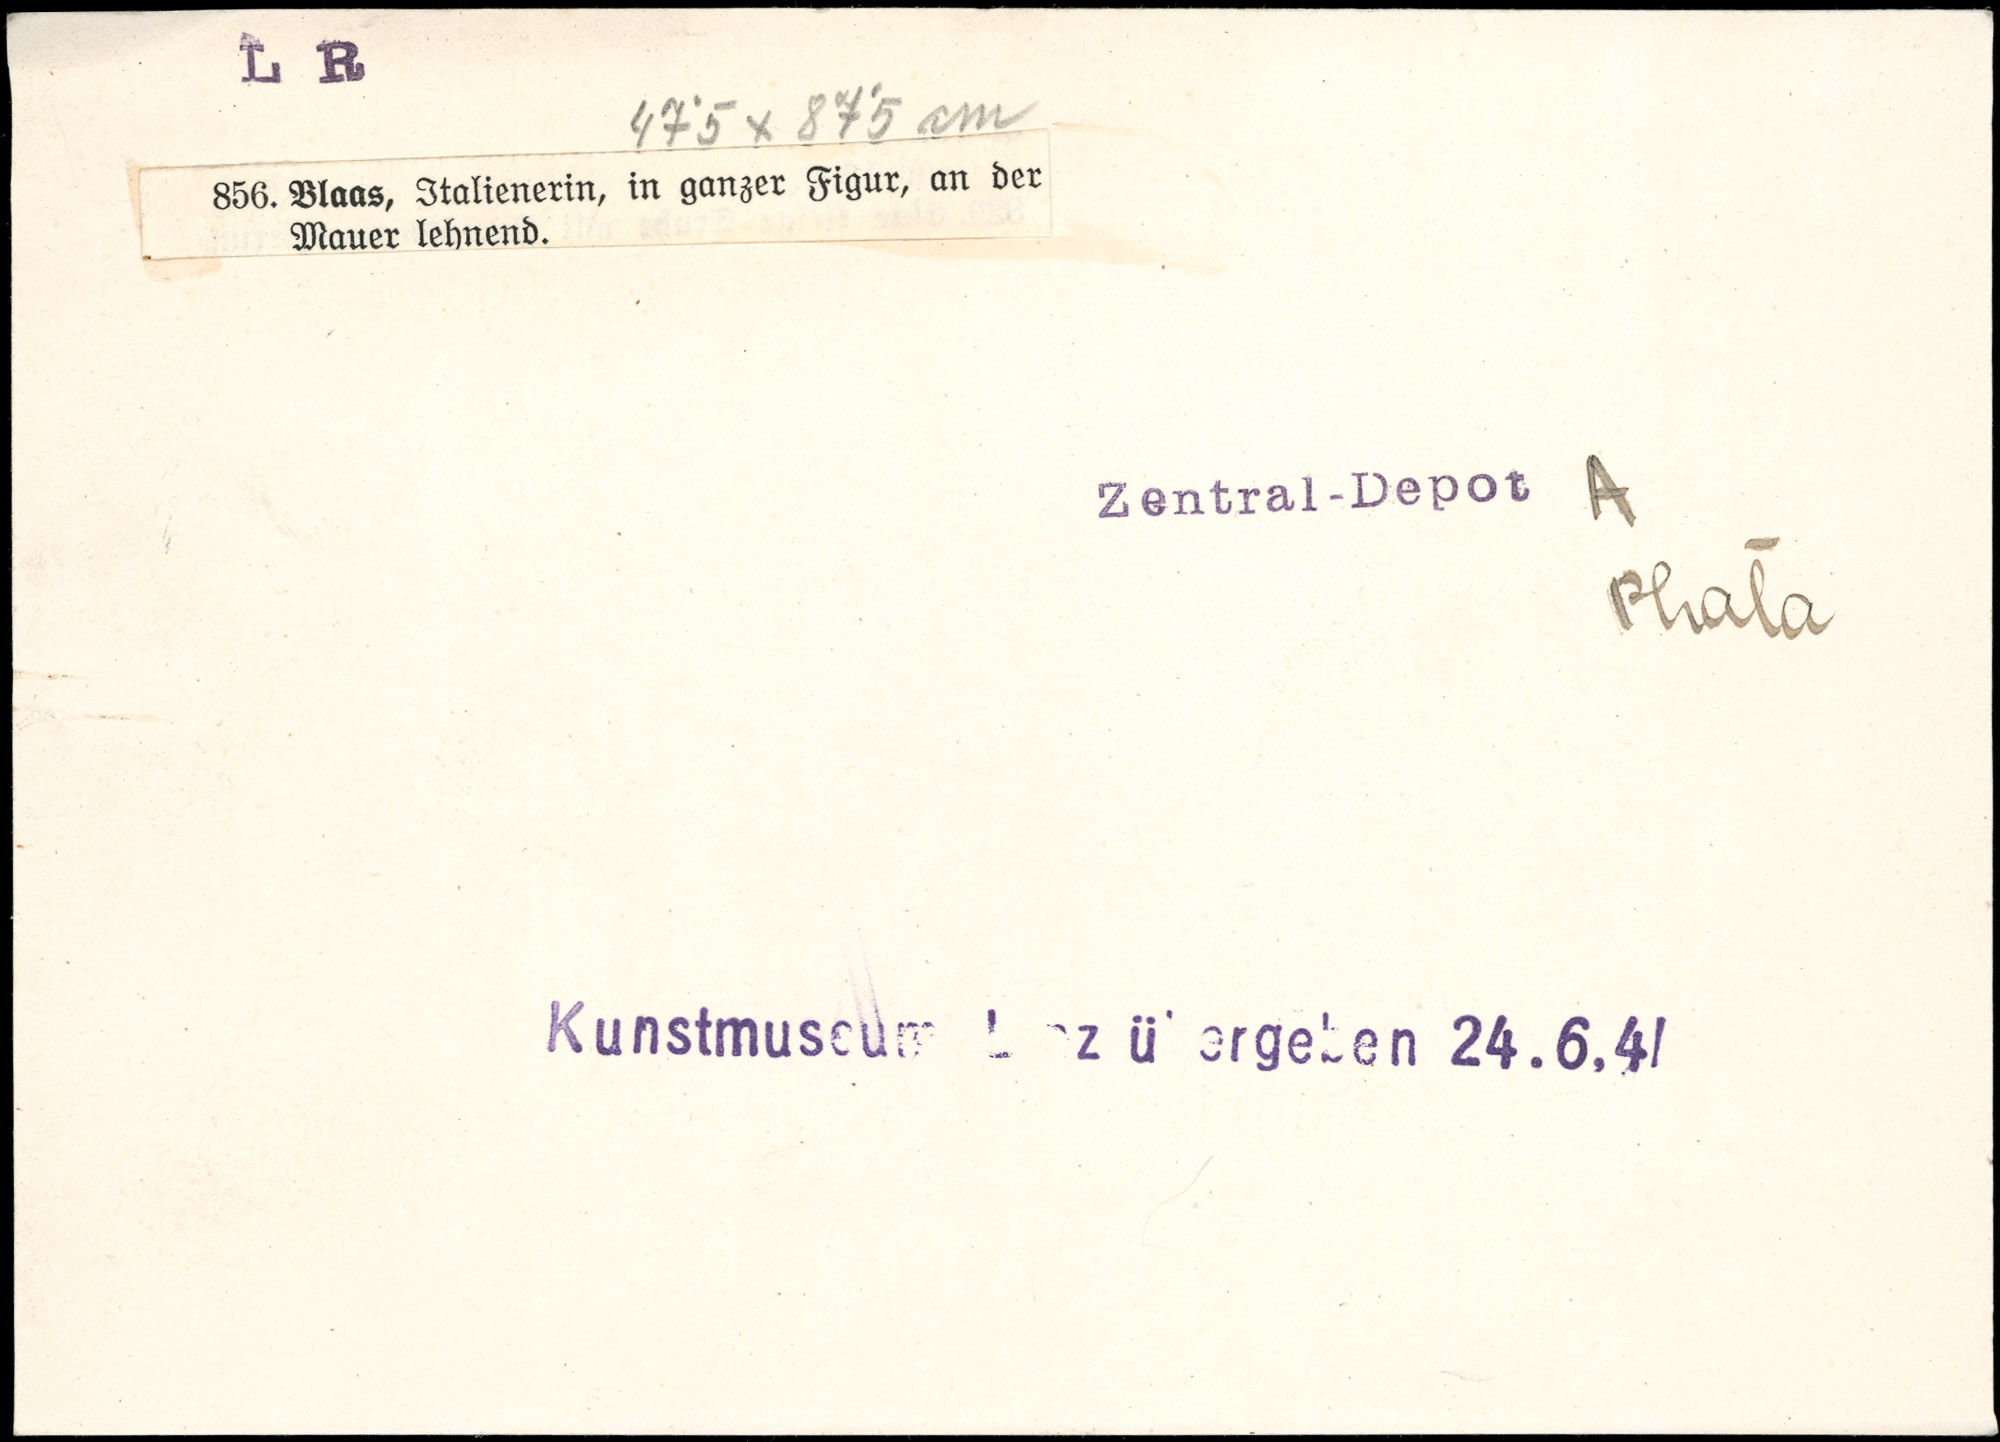 L R
47'5 x 87'5 cm
856. Blaas, Italienerin, in ganzer Figur, an der
Mauer lehnend.
Zentral-Depot A
Phata
Kunstmuseum Linz übergeben 24.6.41